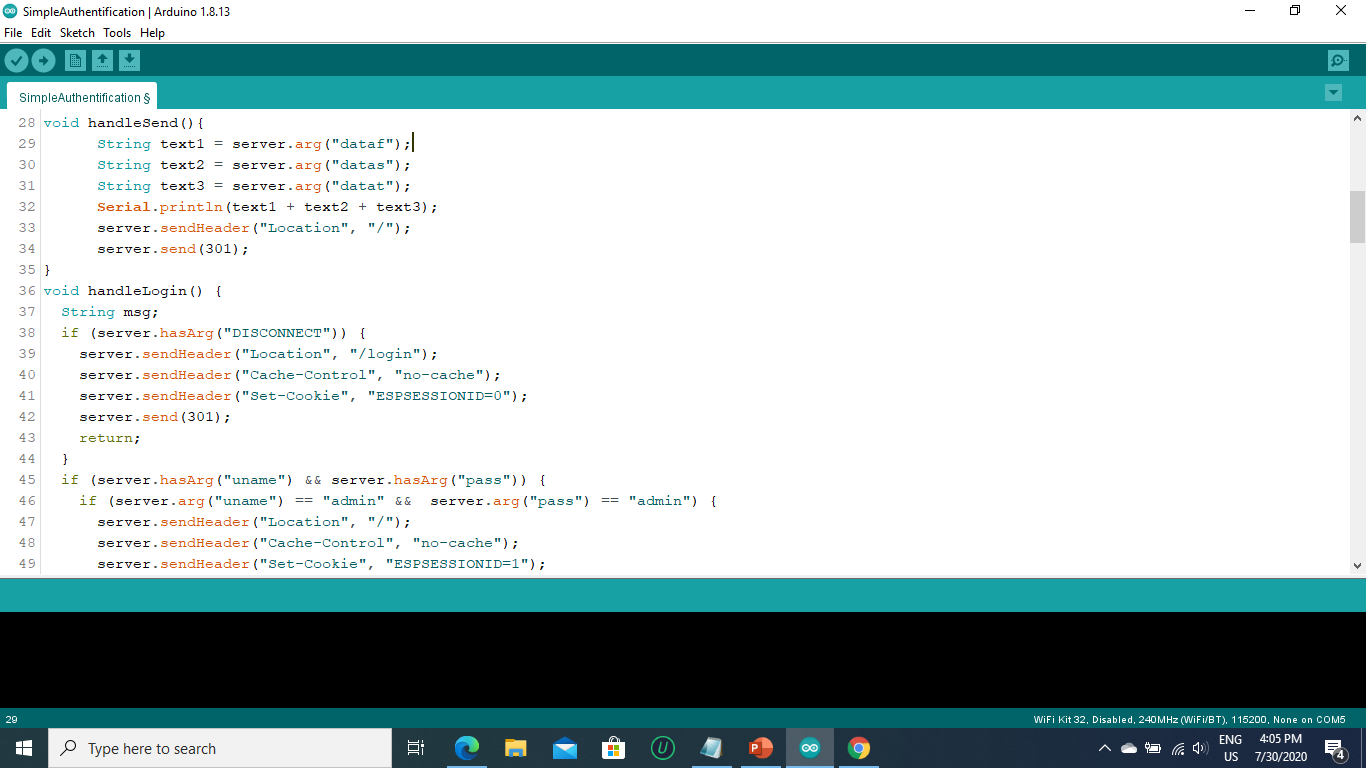 SimpleAuthentification | Arduino 1.8.13
File Edit Sketch Tools Help
SimpleAuthentification §
28 void handleSend(){
29 String text1 = server.arg("dataf");
30 String text2 = server.arg("datas");
31 String text3 = server.arg("datat");
32 Serial.println(text1 + text2 + text3);
33 server.sendHeader("Location", "/");
34 server.send(301);
35 }
36 void handleLogin() {
37 String msg;
38 if (server.hasArg("DISCONNECT")) {
39 server.sendHeader("Location", "/login");
40 server.sendHeader("Cache-Control", "no-cache");
41 server.sendHeader("Set-Cookie", "ESPSESSIONID=0");
42 server.send(301);
43 return;
44 }
45 if (server.hasArg("uname") && server.hasArg("pass")) {
46 if (server.arg("uname") == "admin" &&  server.arg("pass") == "admin") {
47 server.sendHeader("Location", "/");
48 server.sendHeader("Cache-Control", "no-cache");
49 server.sendHeader("Set-Cookie", "ESPSESSIONID=1");
29 WiFi Kit 32, Disabled, 240MHz (WiFi/BT), 115200, None on COM5
Type here to search
ENG
US
4:05 PM
7/30/2020
4